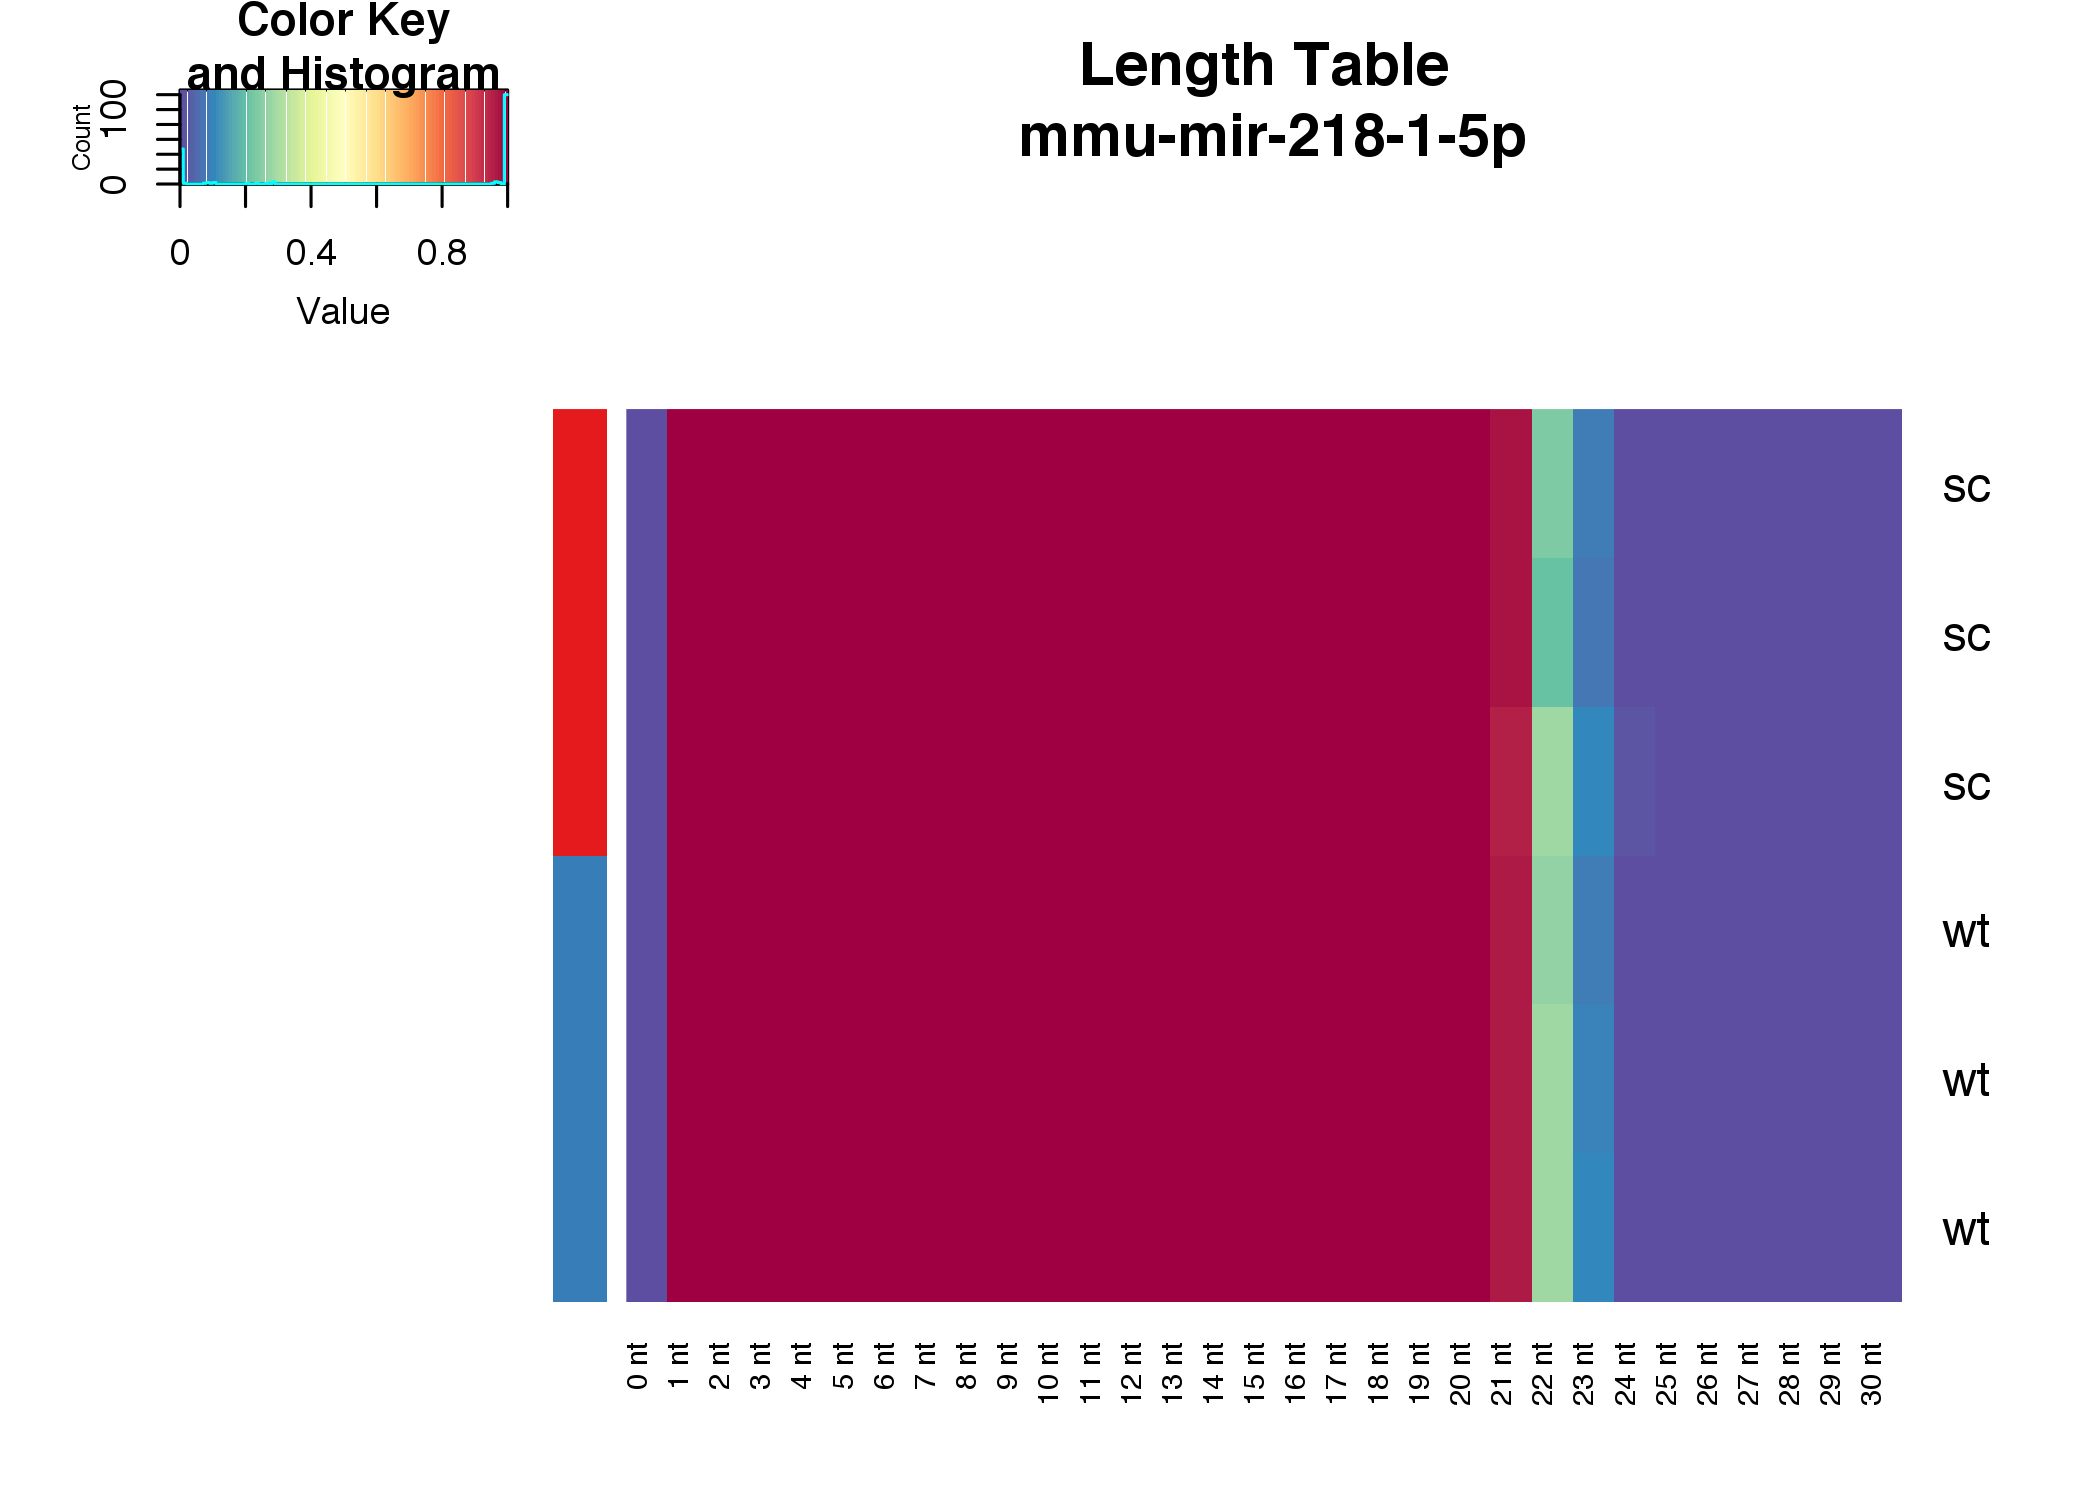 Color Key
and Histogram
Count
0
100
0
0.4
0.8
Value
Length Table
mmu-mir-218-1-5p
sc
sc
sc
wt
wt
wt
0 nt
1 nt
2 nt
3 nt
4 nt
5 nt
6 nt
7 nt
8 nt
9 nt
10 nt
11 nt
12 nt
13 nt
14 nt
15 nt
16 nt
17 nt
18 nt
19 nt
20 nt
21 nt
22 nt
23 nt
24 nt
25 nt
26 nt
27 nt
28 nt
29 nt
30 nt